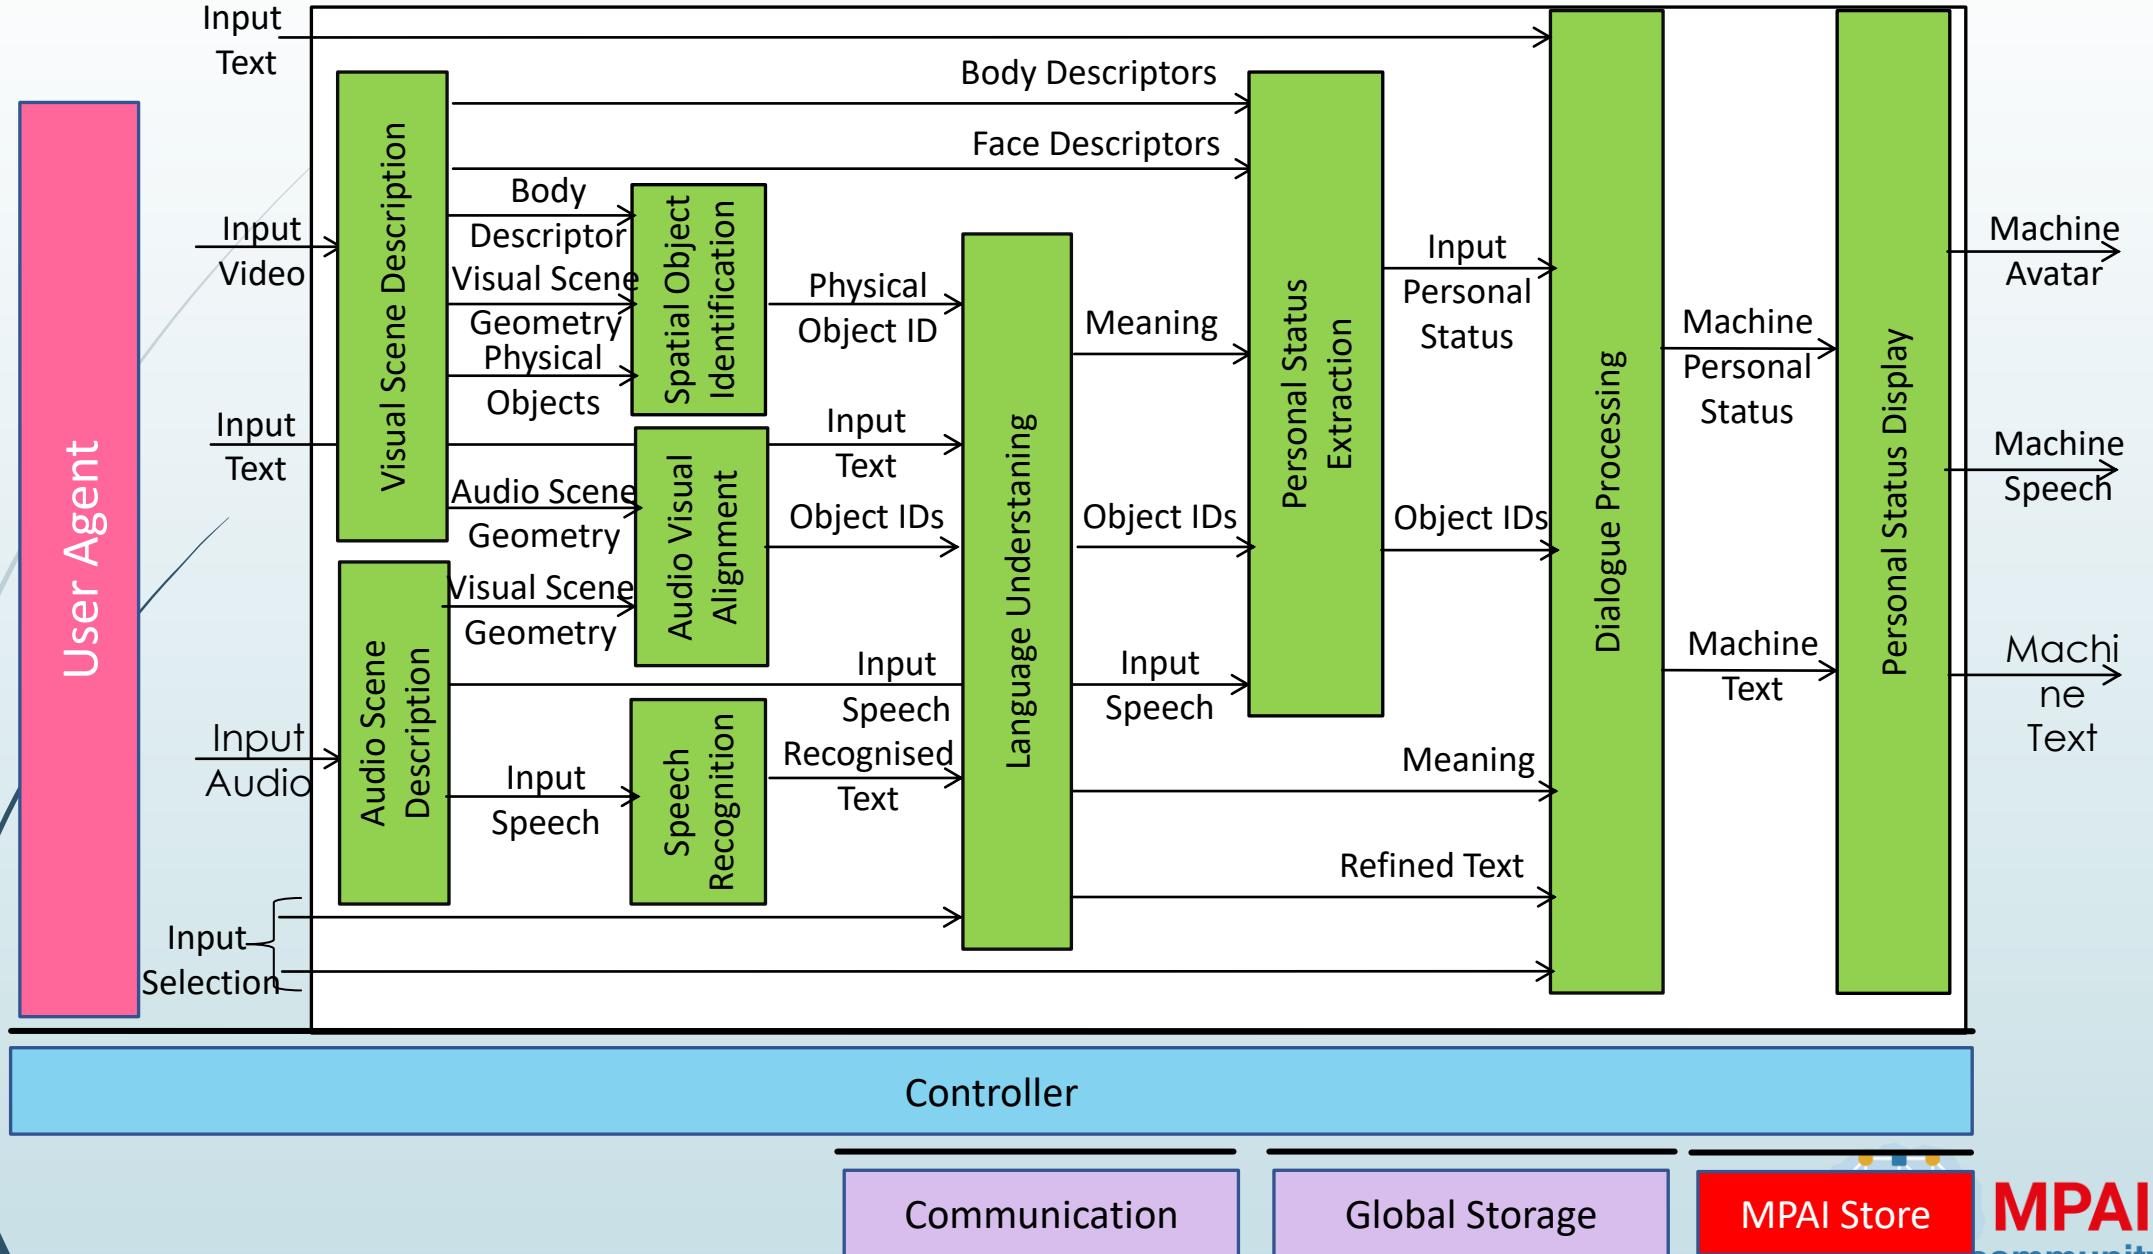 Input
Text
Body Descriptors
Face Descriptors
Body
Descriptor
Visual Scene
Geometry
Physical
Objects
Input
Video
Input
Text
Visual Scene Description
Spatial Object
Identification
Physical
Object ID
Input
Text
Audio Scene
Geometry
Visual Scene
Geometry
Audio Visual
Alignment
Object IDs
User Agent
Input
Audio
Audio Scene
Description
Input
Speech
Speech
Recognition
Input
Speech
Recognised
Text
Language Understaning
Meaning
Object IDs
Input
Speech
Personal Status
Extraction
Input
Personal
Status
Object IDs
Meaning
Refined Text
Input
Selection
Dialogue Processing
Machine
Personal
Status
Machine
Text
Personal Status Display
Machine
Avatar
Machine
Speech
Machi
ne
Text
Controller
Communication
Global Storage
MPAI Store
MPAI
communit